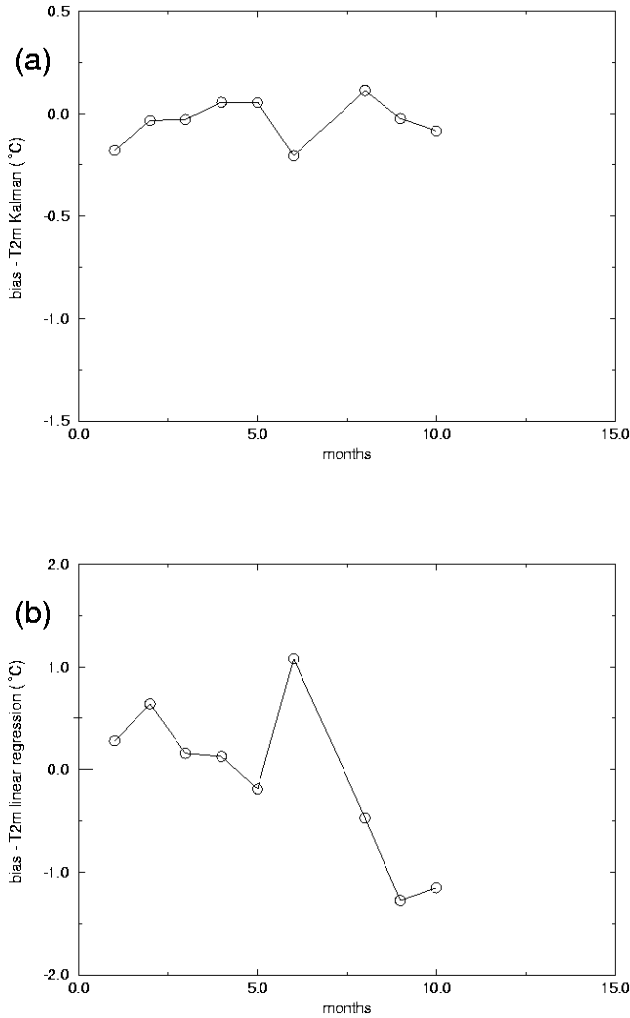 (a)
bias - T2m Kalman (°C)
0.5
0.0
-0.5
-1.0
-1.5
0.0 5.0 10.0 15.0
months
(b)
bias - T2m linear regression (°C)
2.0
1.0
0.0
-1.0
-2.0
0.0 5.0 10.0 15.0
months